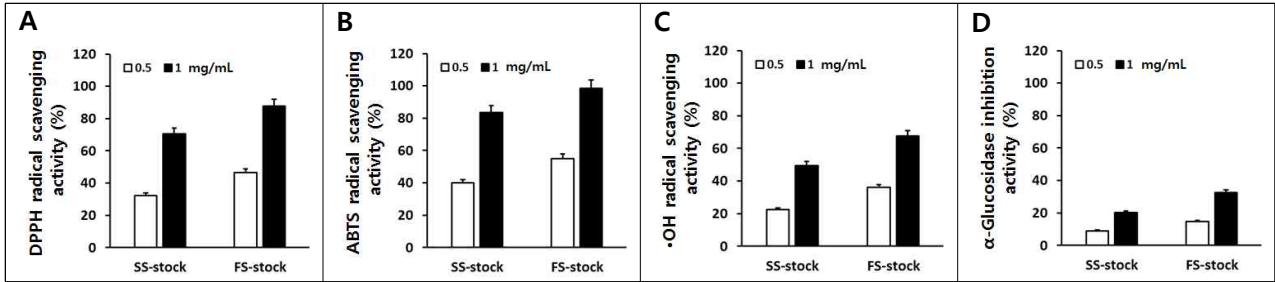 A
DPPH radical scavenging
activity (%)
120
100
80
60
40
20
0
0.5
1 mg/mL
SS-stock
FS-stock
B
ABTS radical scavenging
activity (%)
120
100
80
60
40
20
0
0.5
1 mg/mL
SS-stock
FS-stock
C
•OH radical scavenging
activity (%)
120
100
80
60
40
20
0
0.5
1 mg/mL
SS-stock
FS-stock
D
α-Glucosidase inhibition
activity (%)
120
100
80
60
40
20
0
0.5
1 mg/mL
SS-stock
FS-stock